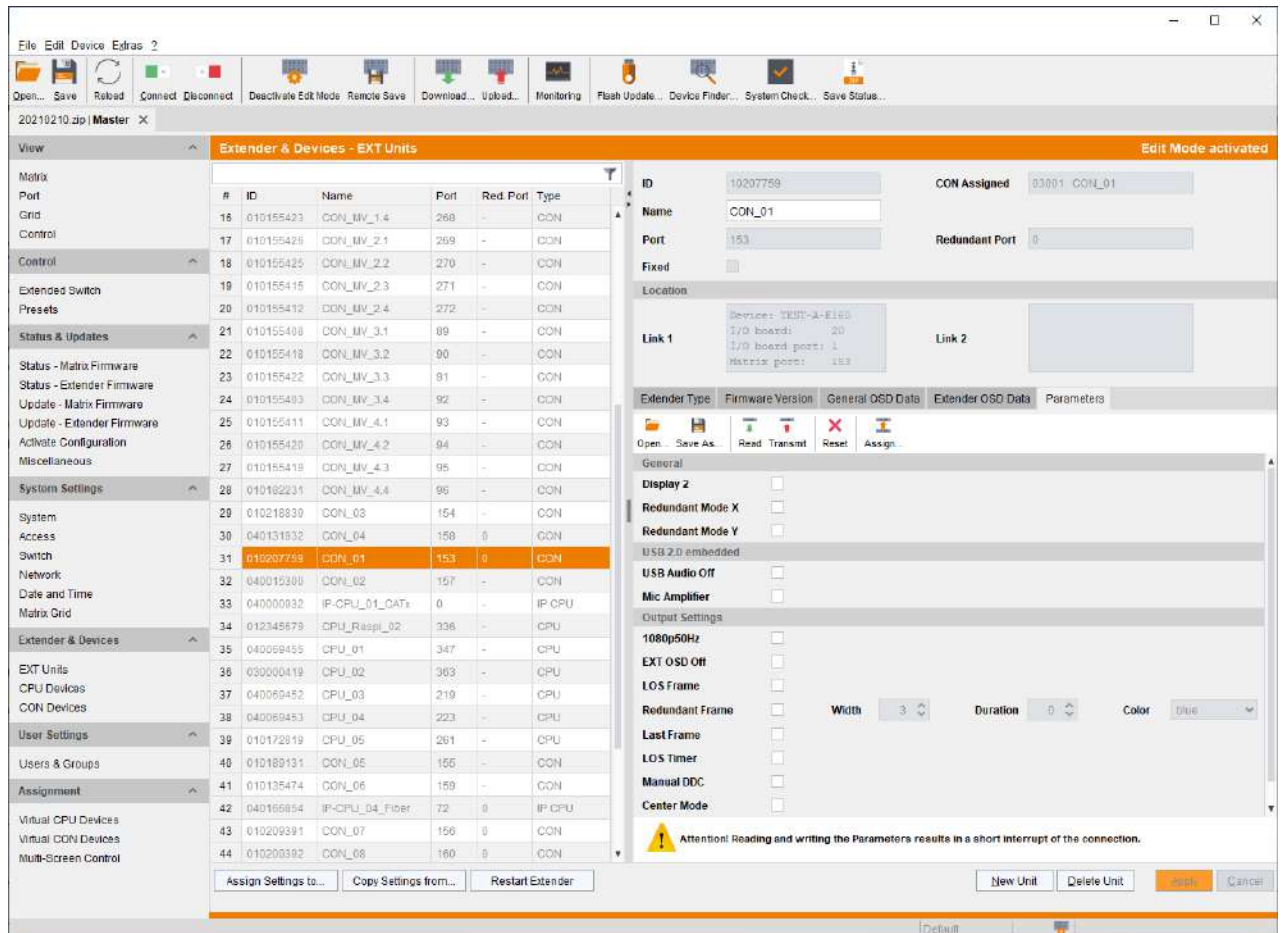 File Edit Device Extras ?
Open... Save Reload Connect Disconnect Deactivate Edit Mode Remote Save Download... Upload... Monitoring Flash Update... Device Finder... System Check... Save Status...
20210210.zip | Master X
View
Matrix
Port
Grid
Control
Control
Extended Switch
Presets
Status & Updates
Status - Matrix Firmware
Status - Extender Firmware
Update - Matrix Firmware
Update - Extender Firmware
Activate Configuration
Miscellaneous
System Settings
System
Access
Switch
Network
Date and Time
Matrix Grid
Extender & Devices
EXT Units
CPU Devices
CON Devices
User Settings
Users & Groups
Assignment
Virtual CPU Devices
Virtual CON Devices
Multi-Screen Control
Extender & Devices - EXT Units Edit Mode activated
# ID Name Port Red. Port Type
16 010155423 CON_MV_1.4 268 - CON
17 010155426 CON_MV_2.1 269 - CON
18 010155425 CON_MV_2.2 270 - CON
19 010155415 CON_MV_2.3 271 - CON
20 010155412 CON_MV_2.4 272 - CON
21 010155408 CON_MV_3.1 89 - CON
22 010155418 CON_MV_3.2 90 - CON
23 010155422 CON_MV_3.3 91 - CON
24 010155403 CON_MV_3.4 92 - CON
25 010155411 CON_MV_4.1 93 - CON
26 010155420 CON_MV_4.2 94 - CON
27 010155419 CON_MV_4.3 95 - CON
28 010182231 CON_MV_4.4 96 - CON
29 010218839 CON_03 154 - CON
30 040131932 CON_04 158 0 CON
31 010207759 CON_01 153 0 CON
32 040015300 CON_02 157 - CON
33 040000932 IP-CPU_01_CATx 0 - IP CPU
34 012345679 CPU_Raspi_02 336 - CPU
35 040069455 CPU_01 347 - CPU
36 030000419 CPU_02 363 - CPU
37 040069452 CPU_03 219 - CPU
38 040069453 CPU_04 223 - CPU
39 010172819 CPU_05 261 - CPU
40 010189131 CON_05 155 - CON
41 010135474 CON_06 159 - CON
42 040166854 IP-CPU_04_Fiber 72 0 IP CPU
43 010209391 CON_07 156 0 CON
44 010209392 CON_08 160 0 CON
ID 10207759 CON Assigned 03001 CON_01
Name CON_01
Port 153 Redundant Port 0
Fixed
Location
Link 1
Device: TEST-A-E160
I/O board: 20
I/O board port: 1
Matrix port: 153
Link 2
Extender Type Firmware Version General OSD Data Extender OSD Data Parameters
Open... Save As... Read Transmit Reset Assign...
General
Display 2
Redundant Mode X
Redundant Mode Y
USB 2.0 embedded
USB Audio Off
Mic Amplifier
Output Settings
1080p50Hz
EXT OSD Off
LOS Frame
Redundant Frame Width 3 Duration 0 Color blue
Last Frame
LOS Timer
Manual DDC
Center Mode
Attention! Reading and writing the Parameters results in a short interrupt of the connection.
Assign Settings to... Copy Settings from... Restart Extender New Unit Delete Unit Apply Cancel
Default